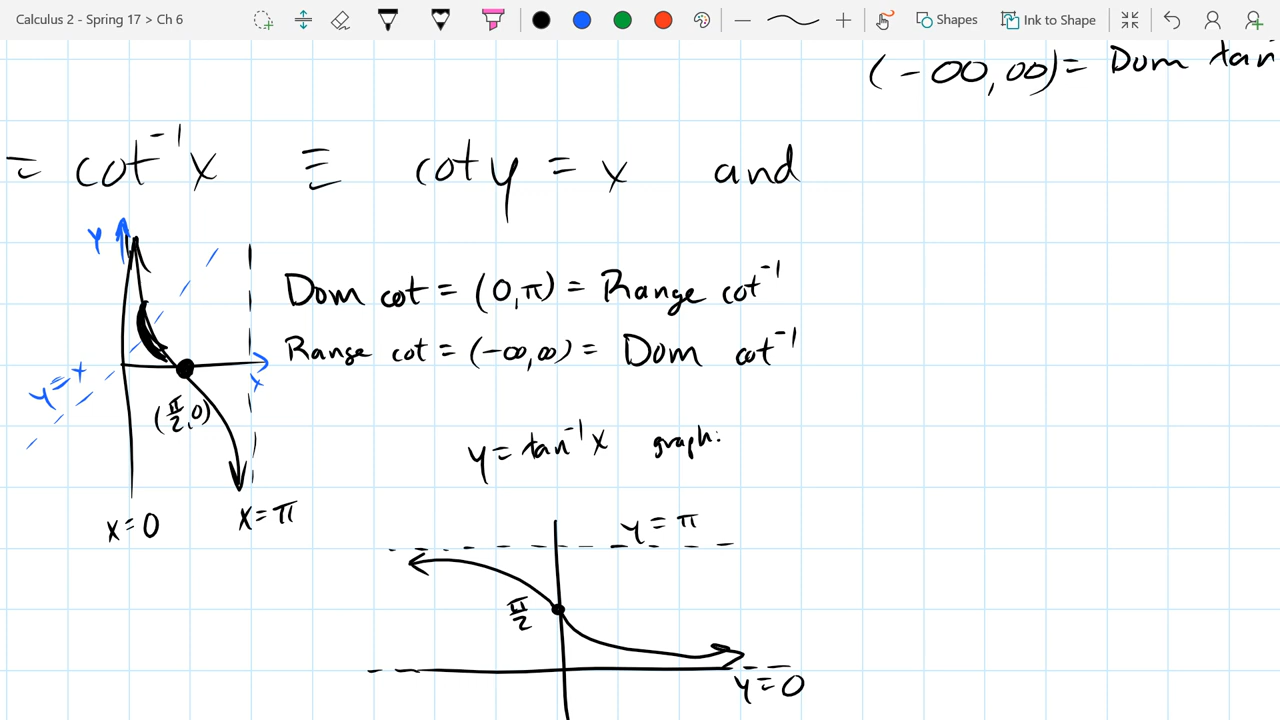 Calculus 2 - Spring 17 > Ch 6
Shapes
Ink to Shape
(-∞,∞) = Dom tan⁻
= cot⁻¹x ≡ cot y = x and
y
Dom cot = (0,π) = Range cot⁻¹
Range cot = (-∞,∞) = Dom cot⁻¹
y=x
x
(π/2,0)
y = tan⁻¹x graph:
x=0
x=π
y=π
π/2
y=0